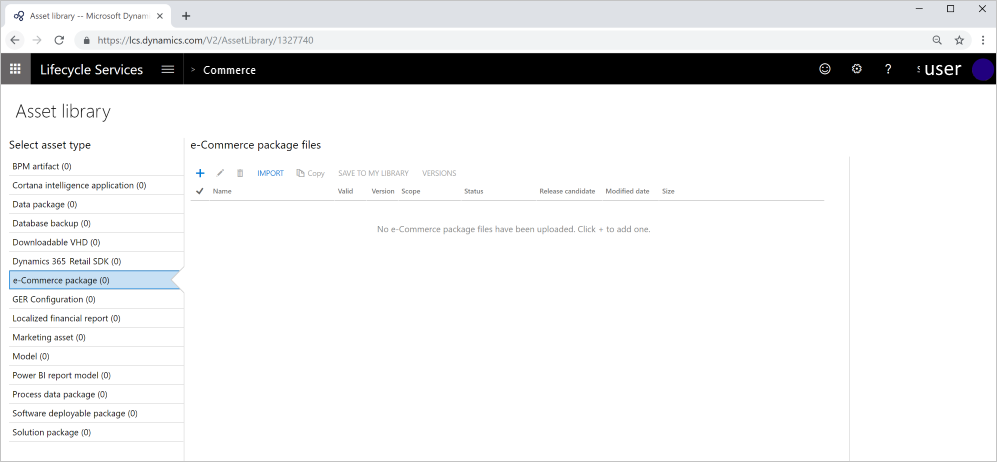 Asset library -- Microsoft Dynam
https://lcs.dynamics.com/V2/AssetLibrary/1327740
Lifecycle Services > Commerce ? user
Asset library
Select asset type
BPM artifact (0)
Cortana intelligence application (0)
Data package (0)
Database backup (0)
Downloadable VHD (0)
Dynamics 365 Retail SDK (0)
e-Commerce package (0)
GER Configuration (0)
Localized financial report (0)
Marketing asset (0)
Model (0)
Power BI report model (0)
Process data package (0)
Software deployable package (0)
Solution package (0)
e-Commerce package files
IMPORT Copy SAVE TO MY LIBRARY VERSIONS
Name Valid Version Scope Status Release candidate Modified date Size
No e-Commerce package files have been uploaded. Click + to add one.